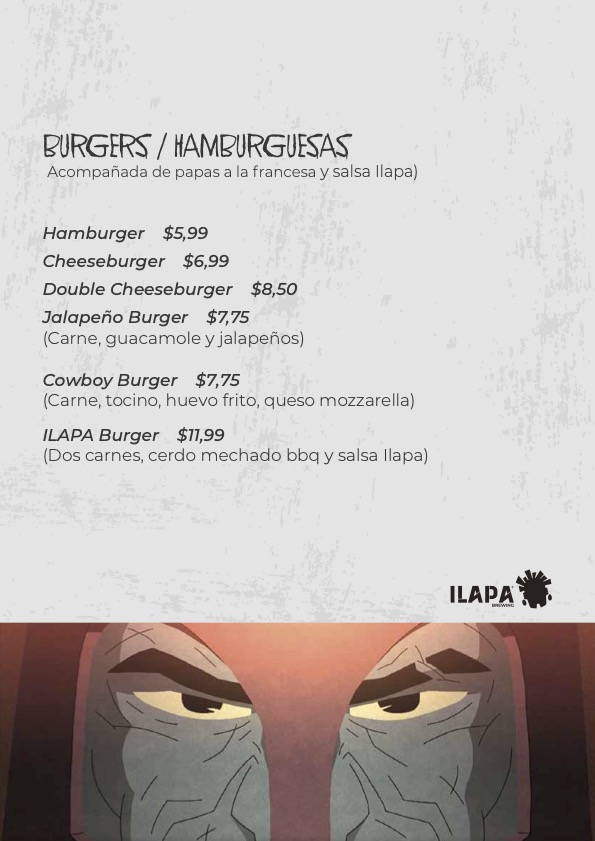 BURGERS / HAMBURGUESAS
Acompañada de papas a la francesa y salsa Ilapa)
Hamburger $5,99
Cheeseburger $6,99
Double Cheeseburger $8,50
Jalapeño Burger $7,75
(Carne, guacamole y jalapeños)
Cowboy Burger $7,75
(Carne, tocino, huevo frito, queso mozzarella)
ILAPA Burger $11,99
(Dos carnes, cerdo mechado bbq y salsa Ilapa)
ILAPA
BREWING